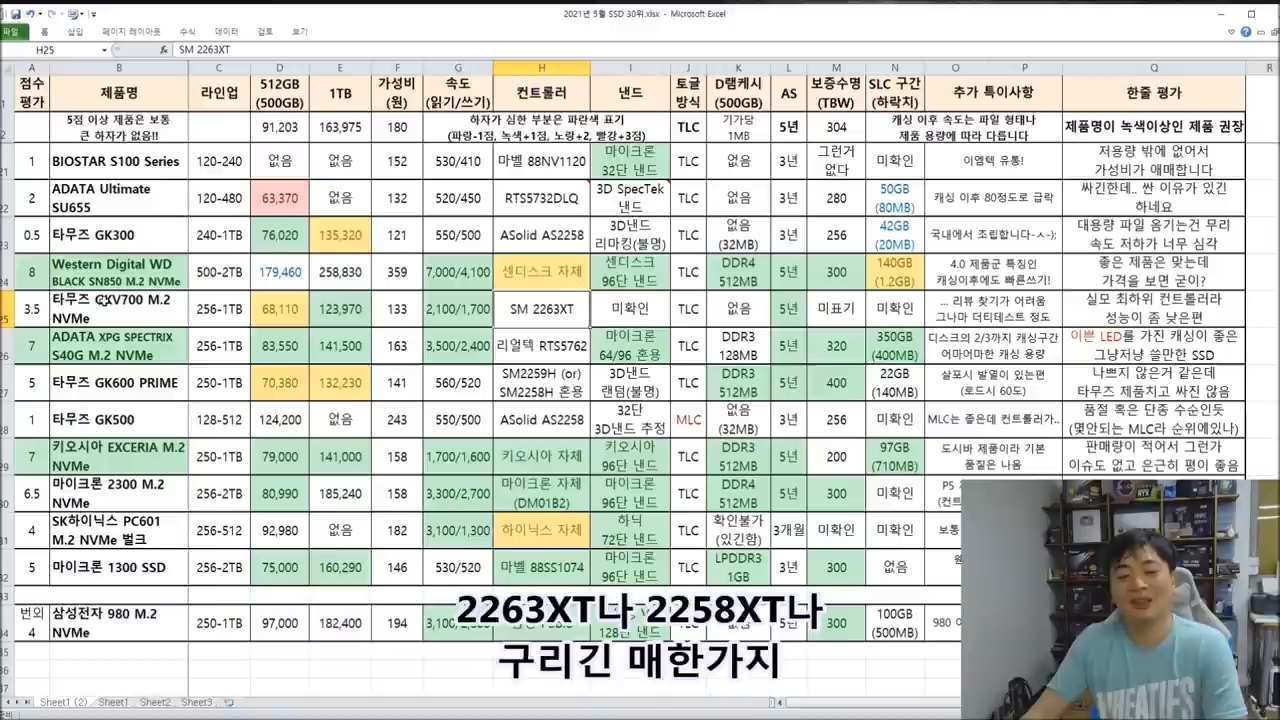 2021년 5월 SSD 30위.xlsx - Microsoft Excel
파일 홈 삽입 페이지 레이아웃 수식 데이터 검토 보기
H25 fx SM 2263XT
A B C D E F G H I J K L M N O P Q R
점수 평가 제품명 라인업 512GB (500GB) 1TB 가성비 (원) 속도 (읽기/쓰기) 컨트롤러 낸드 토글 방식 D램캐시 (500GB) AS 보증수명 (TBW) SLC 구간 (하락치) 추가 특이사항 한줄 평가
5점 이상 제품은 보통 큰 하자가 없음!! 91,203 163,975 180 하자가 심한 부분은 파란색 표기 (파랑-1점, 녹색+1점, 노랑+2, 빨강+3점) TLC 기가당 1MB 5년 304 캐싱 이후 속도는 파일 형태나 제품 용량에 따라 다릅니다 제품명이 녹색이상인 제품 권장
1 BIOSTAR S100 Series 120-240 없음 없음 152 530/410 마벨 88NV1120 마이크론 32단 낸드 TLC 없음 3년 그런거 없다 미확인 이엠텍 유통! 저용량 밖에 없어서 가성비가 애매합니다
2 ADATA Ultimate SU655 120-480 63,370 없음 132 520/450 RTS5732DLQ 3D SpecTek 낸드 TLC 없음 3년 280 50GB (80MB) 캐싱 이후 80정도로 급락 싸긴한데.. 싼 이유가 있긴 하네요
0.5 타무즈 GK300 240-1TB 76,020 135,320 121 550/500 ASolid AS2258 3D낸드 리마킹(불명) TLC 없음 (32MB) 3년 256 42GB (20MB) 국내에서 조립합니다-ㅅ-); 대용량 파일 옮기는건 무리 속도 저하가 너무 심각
8 Western Digital WD BLACK SN850 M.2 NVMe 500-2TB 179,460 258,830 359 7,000/4,100 센디스크 자체 센디스크 96단 낸드 TLC DDR4 512MB 5년 300 140GB (1.2GB) 4.0 제품군 특징인 캐싱이후에도 빠른쓰기! 좋은 제품은 맞는데 가격을 보면 굳이?
3.5 타무즈 GXV700 M.2 NVMe 256-1TB 68,110 123,970 133 2,100/1,700 SM 2263XT 미확인 TLC 없음 5년 미표기 미확인 ... 리뷰 찾기가 어려움 그나마 더티테스트 정도 실모 최하위 컨트롤러라 성능이 좀 낮은편
7 ADATA XPG SPECTRIX S40G M.2 NVMe 256-1TB 83,550 141,500 163 3,500/2,400 리얼텍 RTS5762 마이크론 64/96 혼용 TLC DDR3 128MB 5년 320 350GB (400MB) 디스크의 2/3까지 캐싱구간 어마어마한 캐싱 용량 이쁜 LED를 가진 캐싱이 좋은 그냥저냥 쓸만한 SSD
5 타무즈 GK600 PRIME 250-1TB 70,380 132,230 141 560/520 SM2259H (or) SM2258H 혼용 3D낸드 랜덤(불명) TLC DDR3 512MB 5년 400 22GB (140MB) 살포시 발열이 있는편 (로드시 60도) 나쁘지 않은거 같은데 타무즈 제품치고 싸진 않음
1 타무즈 GK500 128-512 124,200 없음 243 550/500 ASolid AS2258 32단 3D낸드 추정 MLC 없음 (32MB) 3년 256 미확인 MLC는 좋은데 컨트롤러가.. 품절 혹은 단종 수순인듯 (몇안되는 MLC라 순위에있나)
7 키오시아 EXCERIA M.2 NVMe 250-1TB 79,000 141,000 158 1,700/1,600 키오시아 자체 키오시아 96단 낸드 TLC DDR3 512MB 5년 200 97GB (710MB) 도시바 제품이라 기본 품질은 나옴 판매량이 적어서 그런가 이슈도 없고 은근히 평이 좋음
6.5 마이크론 2300 M.2 NVMe 256-2TB 80,990 185,240 158 3,300/2,700 마이크론 자체 (DM01B2) 마이크론 96단 낸드 TLC DDR4 512MB 5년 300 미확인
4 SK하이닉스 PC601 M.2 NVMe 벌크 256-512 92,980 없음 182 3,100/1,300 하이닉스 자체 하닉 72단 낸드 TLC 확인불가 (있긴함) 3개월 미확인 미확인 보통
5 마이크론 1300 SSD 256-2TB 75,000 160,290 146 530/520 마벨 88SS1074 마이크론 96단 낸드 TLC LPDDR3 1GB 3년 300 없음
번외 4 삼성전자 980 M.2 NVMe 250-1TB 97,000 182,400 194 TLC 없음 5년 300 100GB (500MB)
2263XT나 2258XT나
구리긴 매한가지
Sheet1 (2) Sheet1 Sheet2 Sheet3